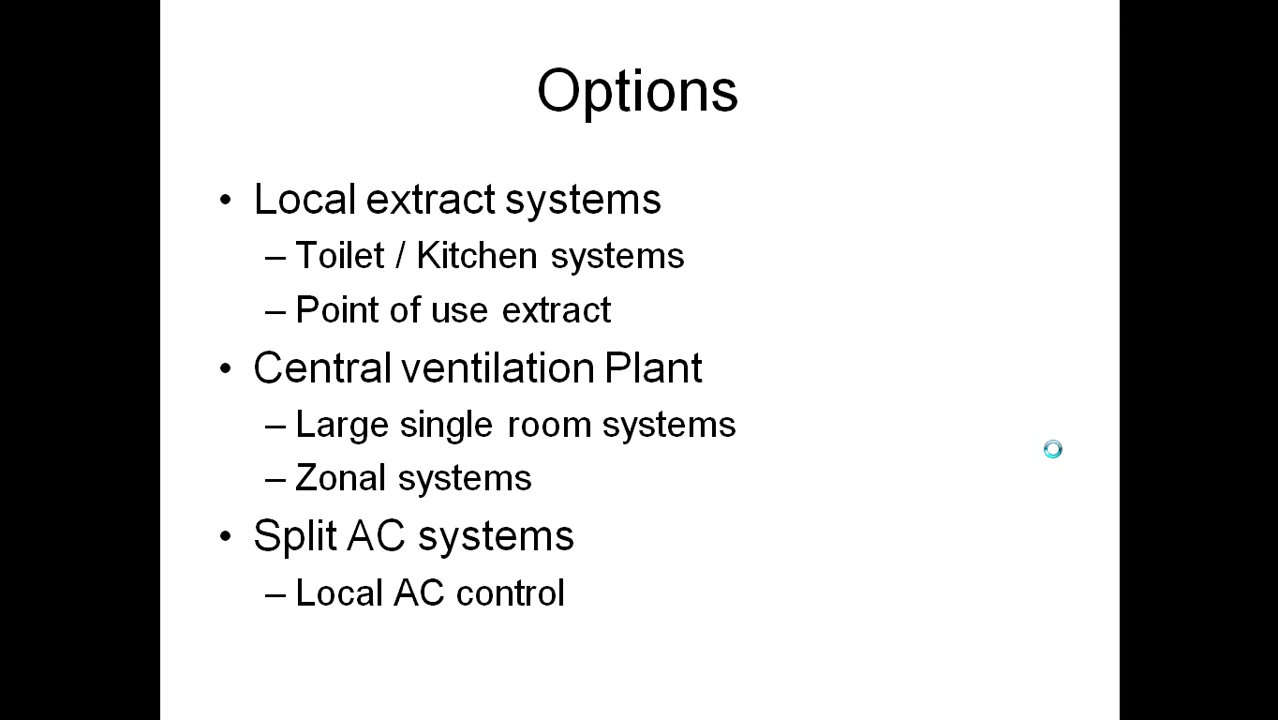 Options
• Local extract systems
– Toilet / Kitchen systems
– Point of use extract
• Central ventilation Plant
– Large single room systems
– Zonal systems
• Split AC systems
– Local AC control